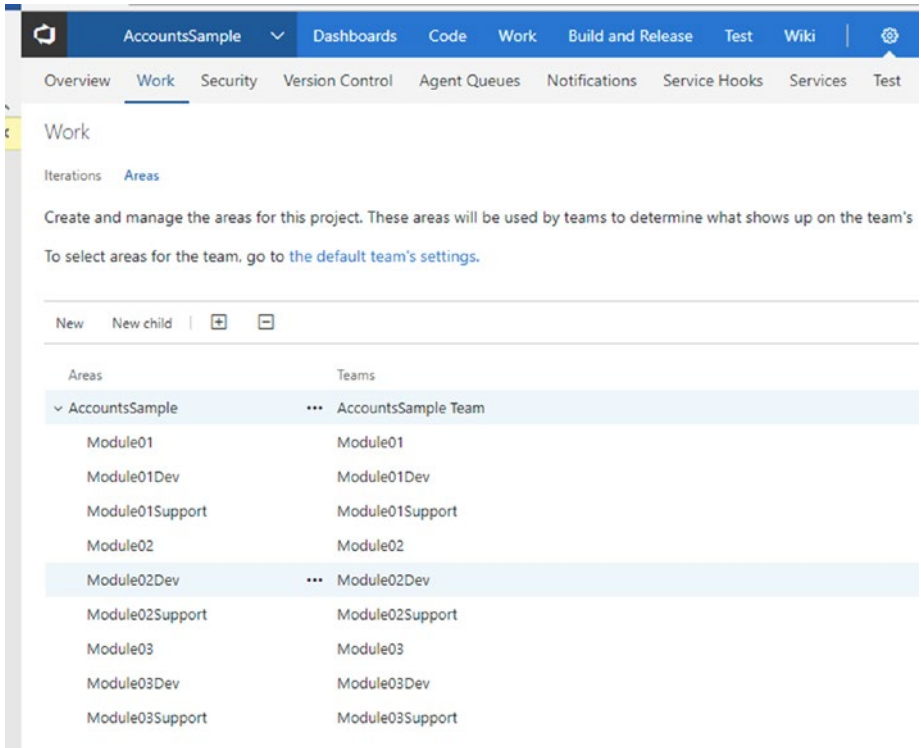 AccountsSample Dashboards Code Work Build and Release Test Wiki
Overview Work Security Version Control Agent Queues Notifications Service Hooks Services Test
Work
Iterations Areas
Create and manage the areas for this project. These areas will be used by teams to determine what shows up on the team's
To select areas for the team, go to the default team's settings.
New New child
Areas Teams
AccountsSample ••• AccountsSample Team
Module01 Module01
Module01Dev Module01Dev
Module01Support Module01Support
Module02 Module02
Module02Dev ••• Module02Dev
Module02Support Module02Support
Module03 Module03
Module03Dev Module03Dev
Module03Support Module03Support